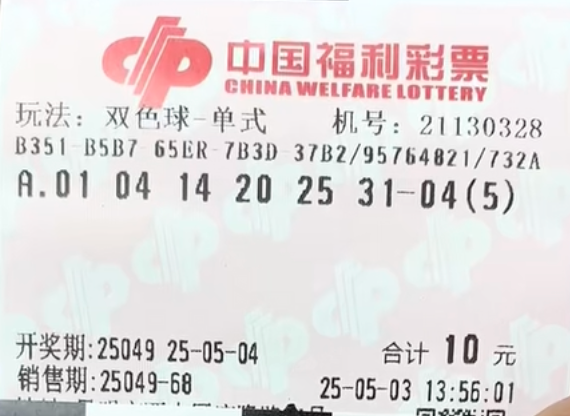 中国福利彩票
CHINA WELFARE LOTTERY
玩法: 双色球-单式 机号: 21130328
B351-B5B7-65ER-7B3D-37B2/95764821/732A
A.01 04 14 20 25 31-04(5)
开奖期:25049 25-05-04 合计 10 元
销售期:25049-68 25-05-03 13:56:01